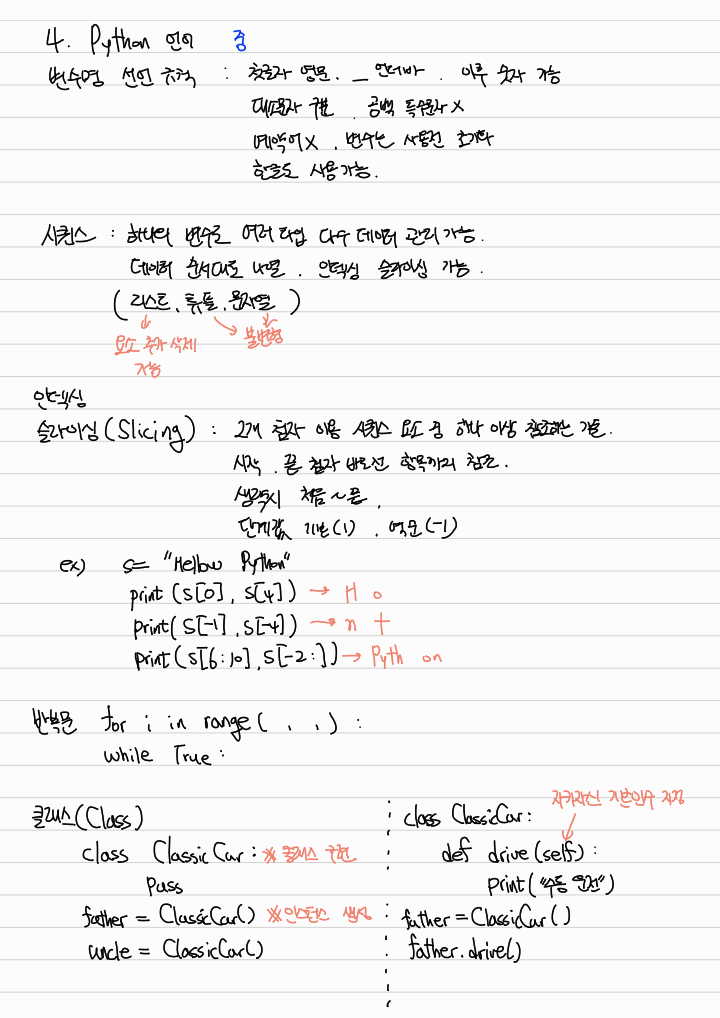 4. Python 언어 중
변수명 선언 규칙 : 첫글자 영문, _ 언더바. 이후 숫자 가능
대소문자 구분, 공백 특수문자 X
예약어 X, 변수는 사용전 초기화
한글도 사용가능.
시퀀스 : 하나의 변수로 여러 타입 다수 데이터 관리 가능.
데이터 순서대로 나열. 인덱싱 슬라이싱 가능.
(리스트, 튜플, 문자열)
요소 추가 삭제 불변형
가능
인덱싱
슬라이싱(Slicing) : 2개 첨자 이용 시퀀스 요소 중 하나 이상 참조하는 기능.
시작, 끝 첨자 바로전 항목까지 참조.
생략시 처음~끝,
단계값 기본(1), 역순(-1)
ex) s= "Hellow Python"
print (s[0], s[4]) → H o
print(s[-1], s[-4]) → n t
print(s[6:10], s[-2:]) → Pyth on
반복문 for i in range( , , ) :
while True:
클래스(Class)
class ClassicCar: ※ 클래스 구현
Pass
father = ClassicCar() ※인스턴스 생성
uncle = ClassicCar()
자기자신 기본인수 지정
class ClassicCar:
def drive(self):
print("수동 운전")
father = ClassicCar()
father.drive()